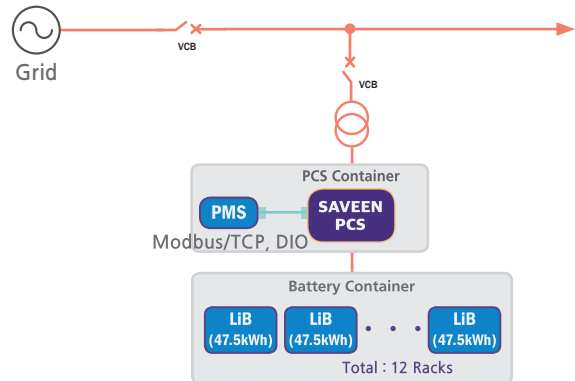 VCB
Grid
VCB
PCS Container
PMS
SAVEEN
PCS
Modbus/TCP, DIO
Battery Container
LiB
(47.5kWh)
LiB
(47.5kWh)
• • •
LiB
(47.5kWh)
Total : 12 Racks